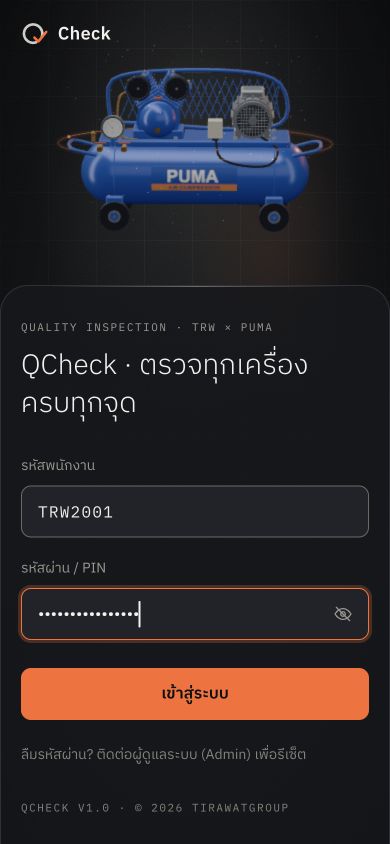 Check
PUMA
AIR COMPRESSOR
QUALITY INSPECTION · TRW × PUMA
QCheck · ตรวจทุกเครื่อง
ครบทุกจุด
รหัสพนักงาน
TRW2001
รหัสผ่าน / PIN
••••••••••••••••
เข้าสู่ระบบ
ลืมรหัสผ่าน? ติดต่อผู้ดูแลระบบ (Admin) เพื่อรีเซ็ต
QCHECK V1.0 · © 2026 TIRAWATGROUP